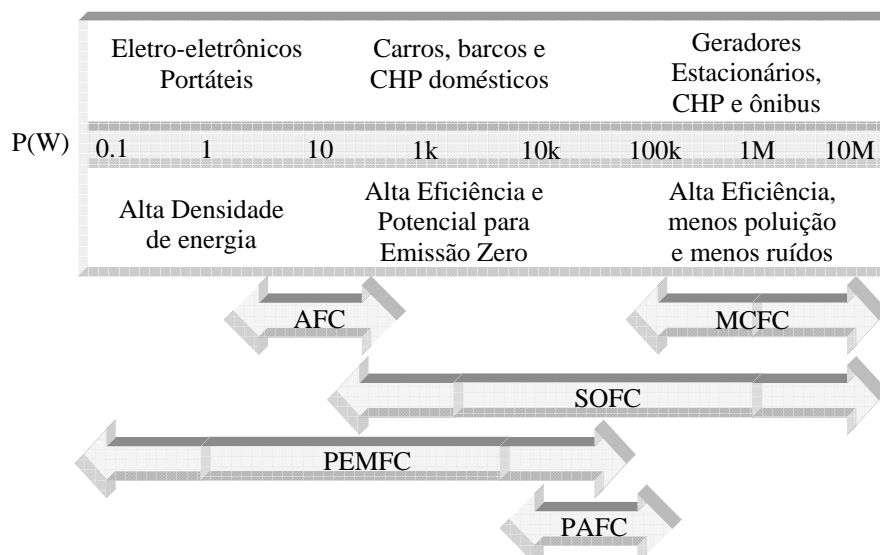 Eletro-eletrônicos
Portáteis
Carros, barcos e
CHP domésticos
Geradores
Estacionários,
CHP e ônibus
P(W)
0.1 1 10 1k 10k 100k 1M 10M
Alta Densidade
de energia
Alta Eficiência e
Potencial para
Emissão Zero
Alta Eficiência,
menos poluição
e menos ruídos
AFC
MCFC
SOFC
PEMFC
PAFC